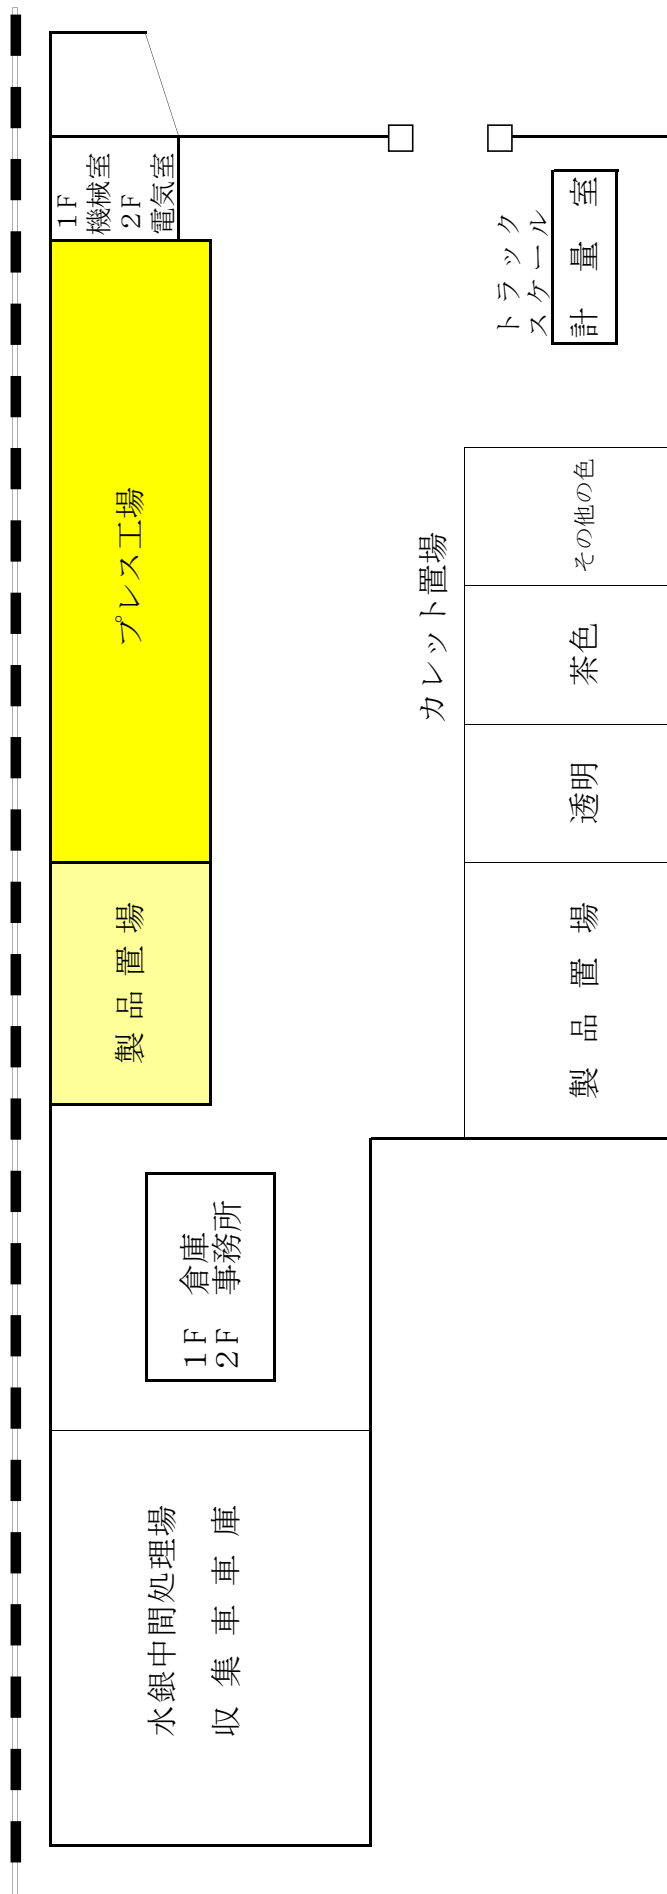 １Ｆ
機械室
２Ｆ
電気室
トラック
スケール
計量室
プレス工場
カレット置場
その他の色
茶色
透明
製品置場
製品置場
１Ｆ　倉庫
２Ｆ　事務所
水銀中間処理場
収集車車庫